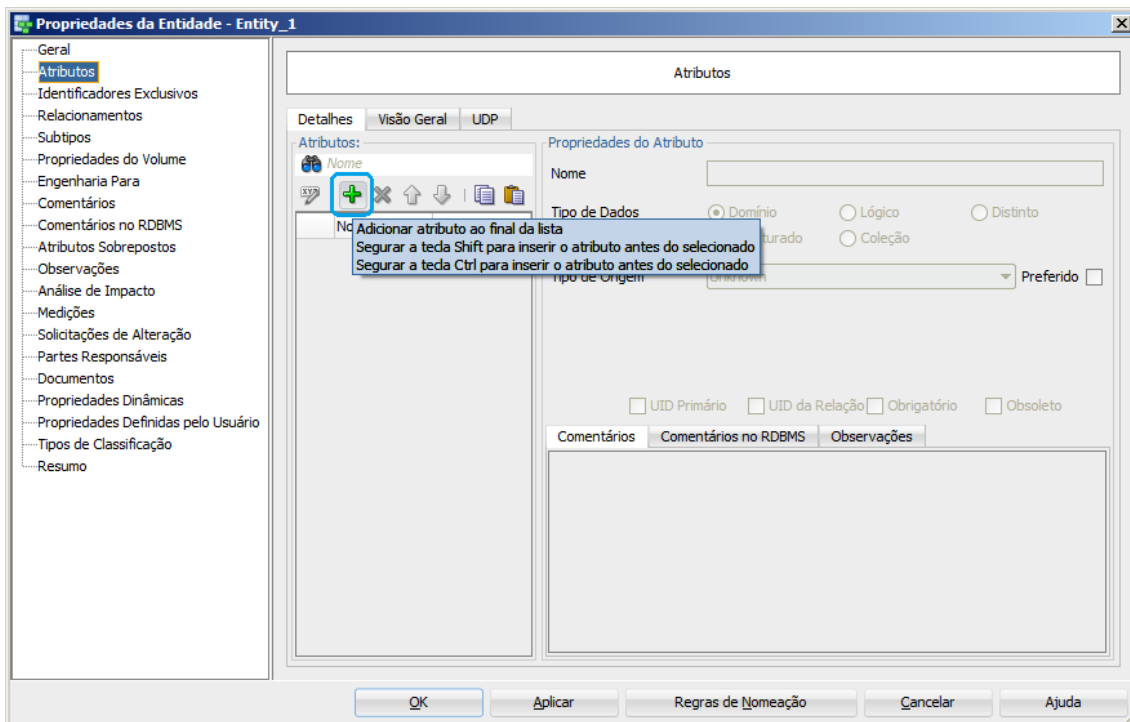 Propriedades da Entidade - Entity_1
Geral
Atributos
Identificadores Exclusivos
Relacionamentos
Subtipos
Propriedades do Volume
Engenharia Para
Comentários
Comentários no RDBMS
Atributos Sobrepostos
Observações
Análise de Impacto
Medições
Solicitações de Alteração
Partes Responsáveis
Documentos
Propriedades Dinâmicas
Propriedades Definidas pelo Usuário
Tipos de Classificação
Resumo
Atributos
Detalhes Visão Geral UDP
Atributos:
Nome
Adicionar atributo ao final da lista
Segurar a tecla Shift para inserir o atributo antes do selecionado
Segurar a tecla Ctrl para inserir o atributo antes do selecionado
Propriedades do Atributo
Nome
Tipo de Dados Domínio Lógico Distinto
Coleção
Tipo de Origem Unknown Preferido
UID Primário UID da Relação Obrigatório Obsoleto
Comentários Comentários no RDBMS Observações
OK Aplicar Regras de Nomeação Cancelar Ajuda